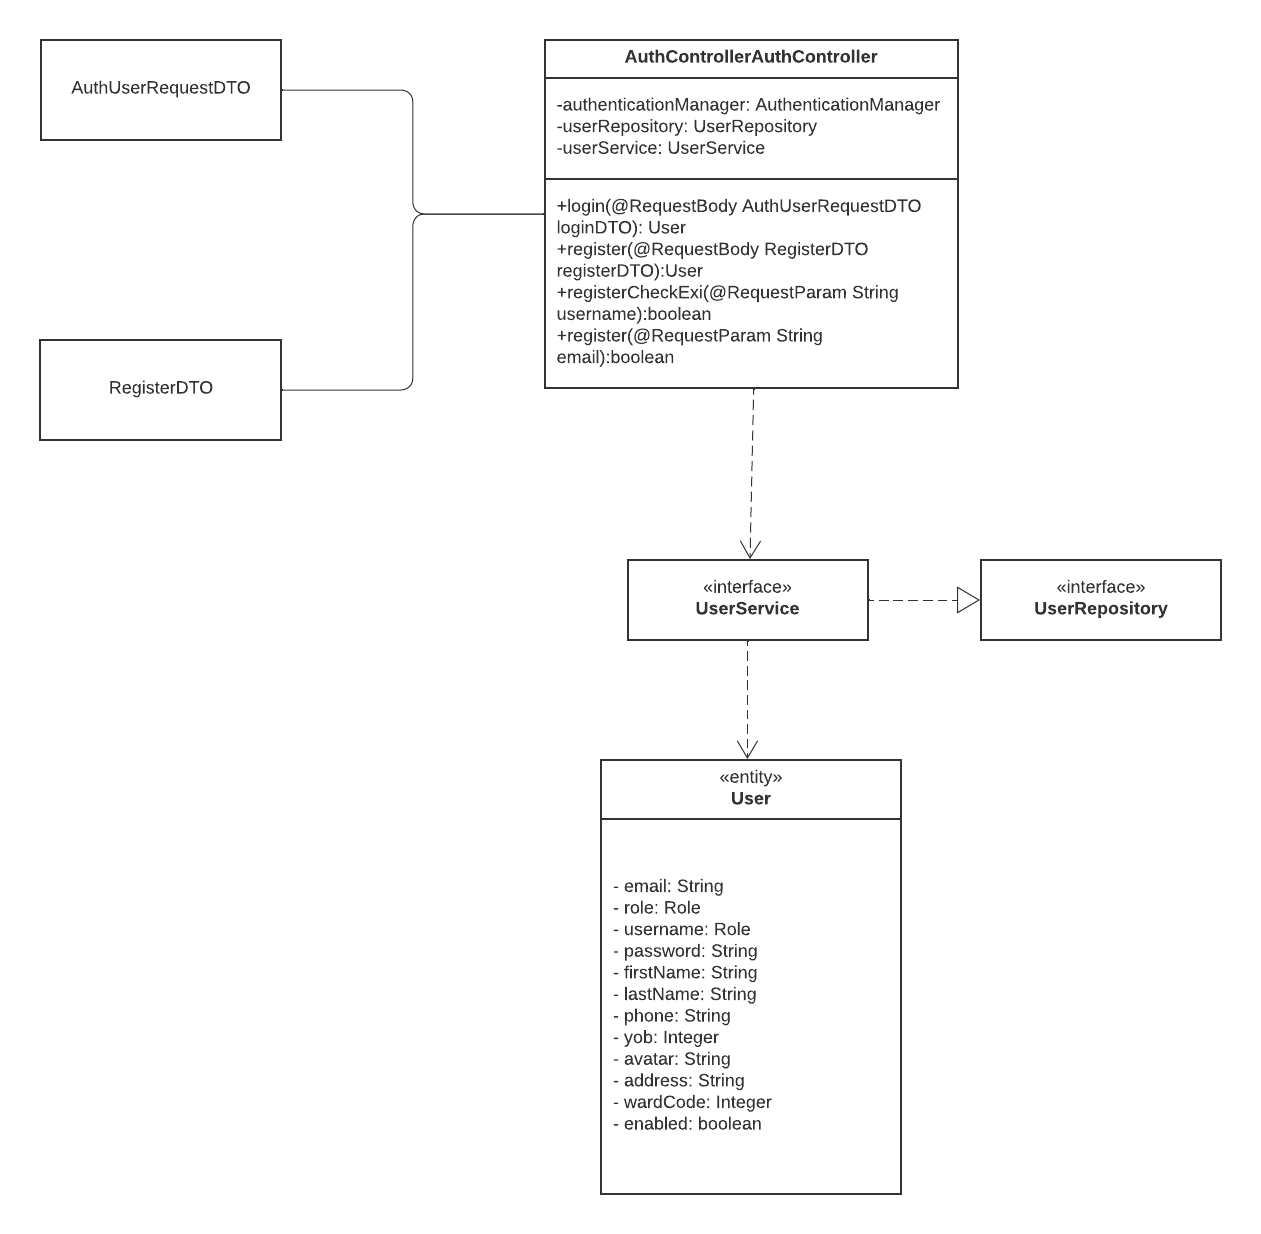 AuthUserRequestDTO
RegisterDTO
AuthControllerAuthController
-authenticationManager: AuthenticationManager
-userRepository: UserRepository
-userService: UserService
+login(@RequestBody AuthUserRequestDTO
loginDTO): User
+register(@RequestBody RegisterDTO
registerDTO):User
+registerCheckExi(@RequestParam String
username):boolean
+register(@RequestParam String
email):boolean
«interface»
UserService
«interface»
UserRepository
«entity»
User
- email: String
- role: Role
- username: Role
- password: String
- firstName: String
- lastName: String
- phone: String
- yob: Integer
- avatar: String
- address: String
- wardCode: Integer
- enabled: boolean